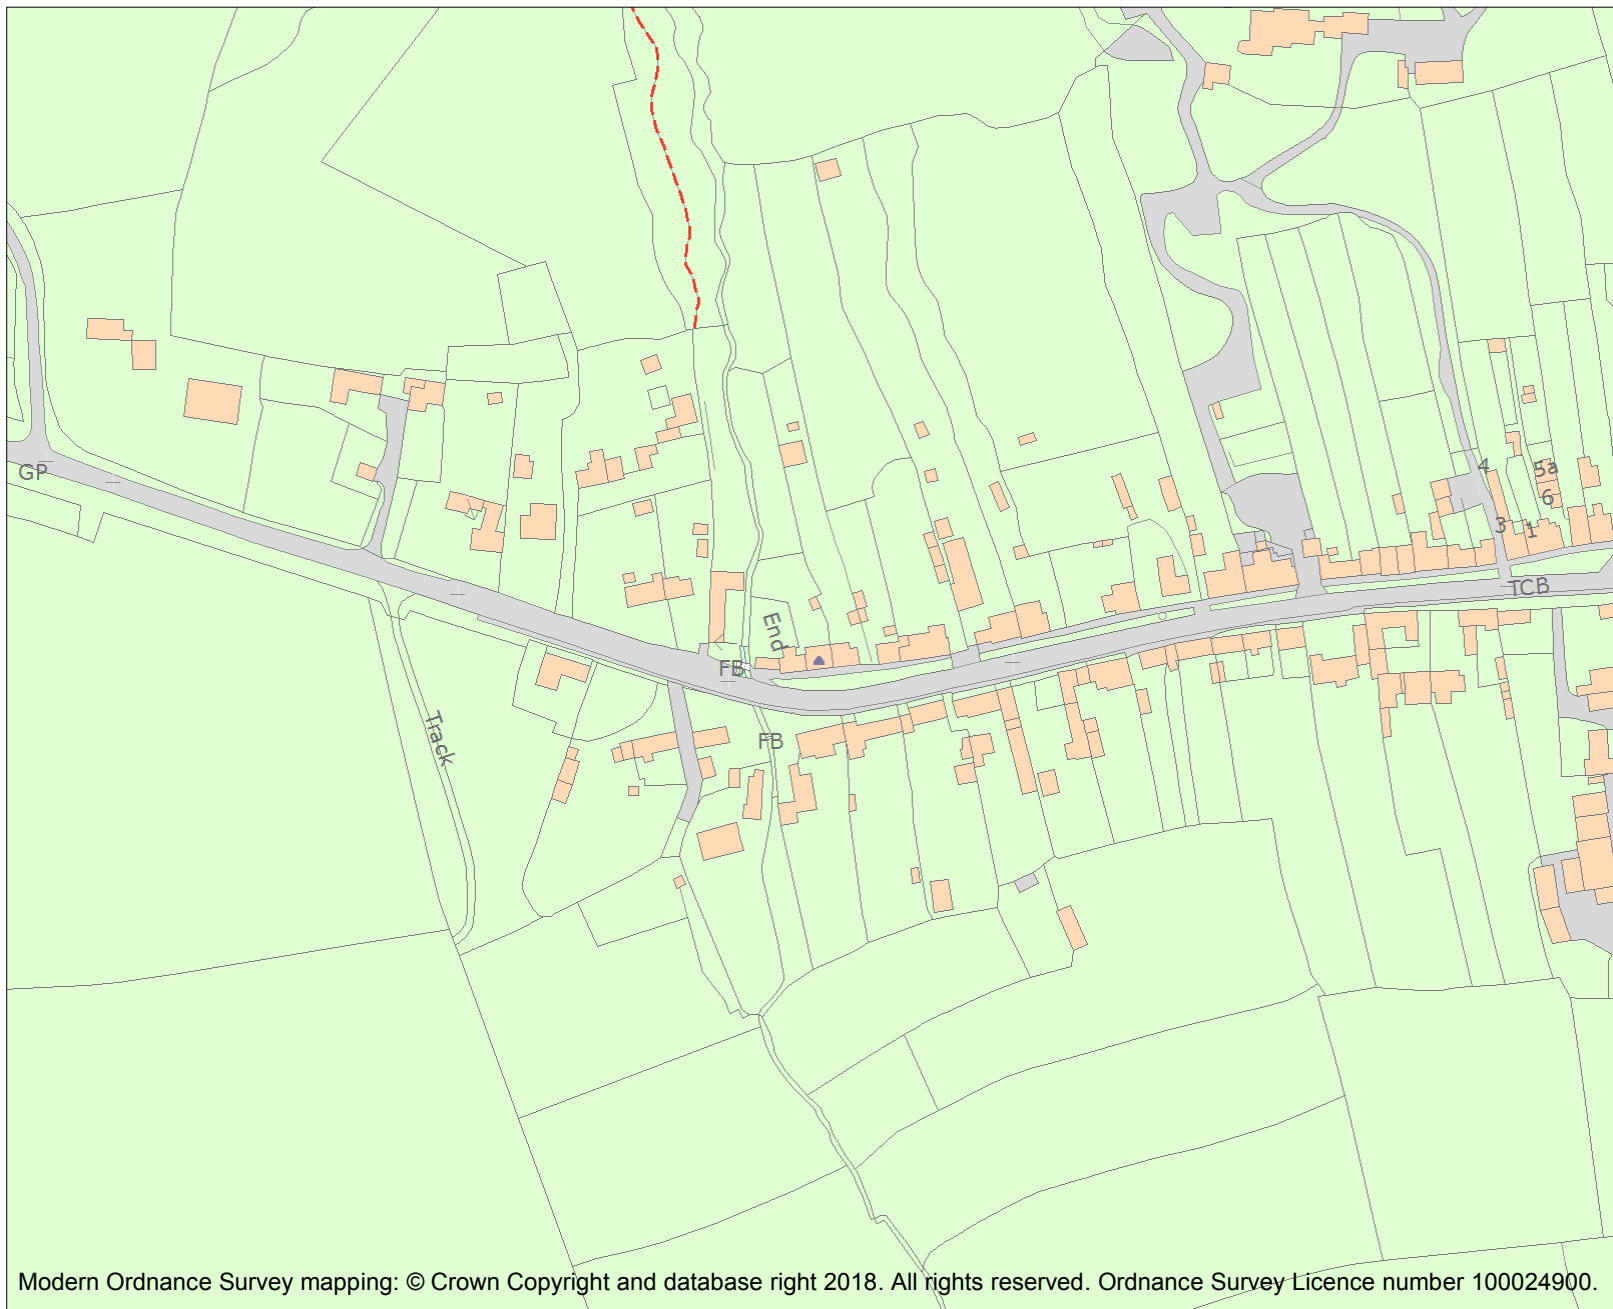 4
5a
GP
6
3
1
TCB
End
FB
Track
FB
Modern Ordnance Survey mapping: © Crown Copyright and database right 2018. All rights reserved. Ordnance Survey Licence number 100024900.